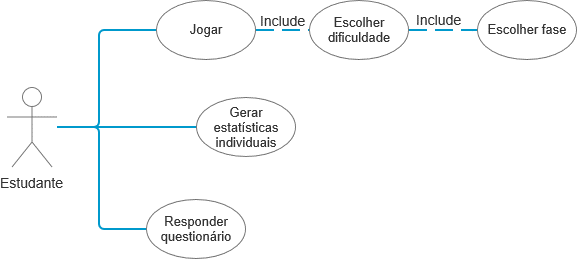 Jogar
Include
Escolher
dificuldade
Include
Escolher fase
Gerar
estatísticas
individuais
Estudante
Responder
questionário